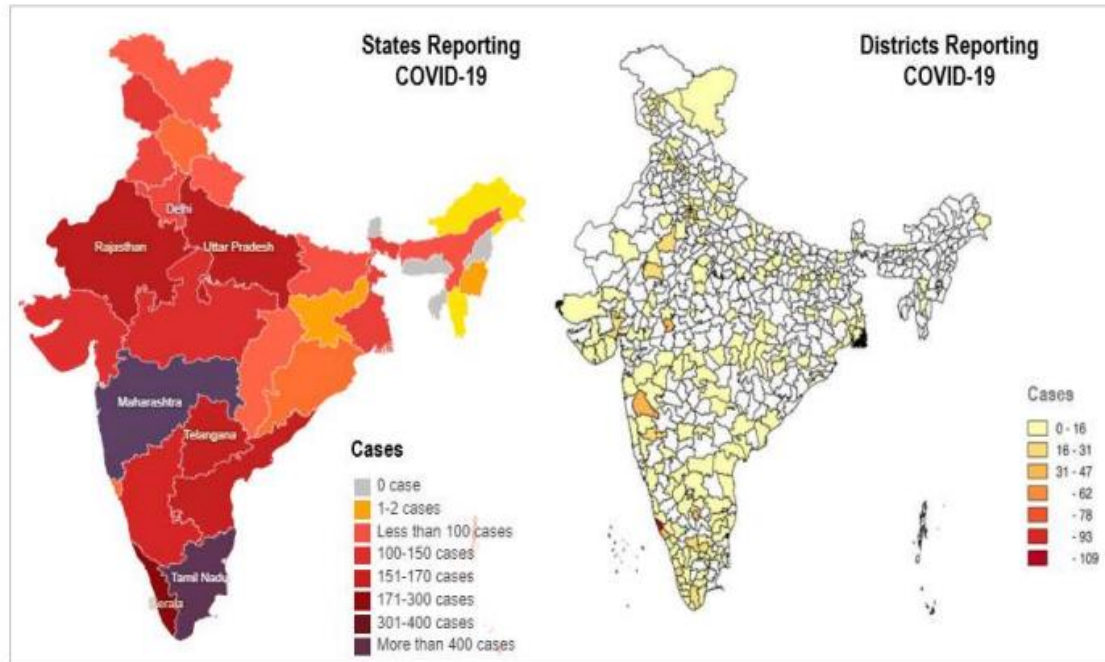 States Reporting
COVID-19
Delhi
Rajasthan
Uttar Pradesh
Maharashtra
Telangana
Tamil Nadu
Kerala
Cases
0 case
1-2 cases
Less than 100 cases
100-150 cases
151-170 cases
171-300 cases
301-400 cases
More than 400 cases
Districts Reporting
COVID-19
Cases
0 - 16
16 - 31
31 - 47
- 62
- 78
- 93
- 109